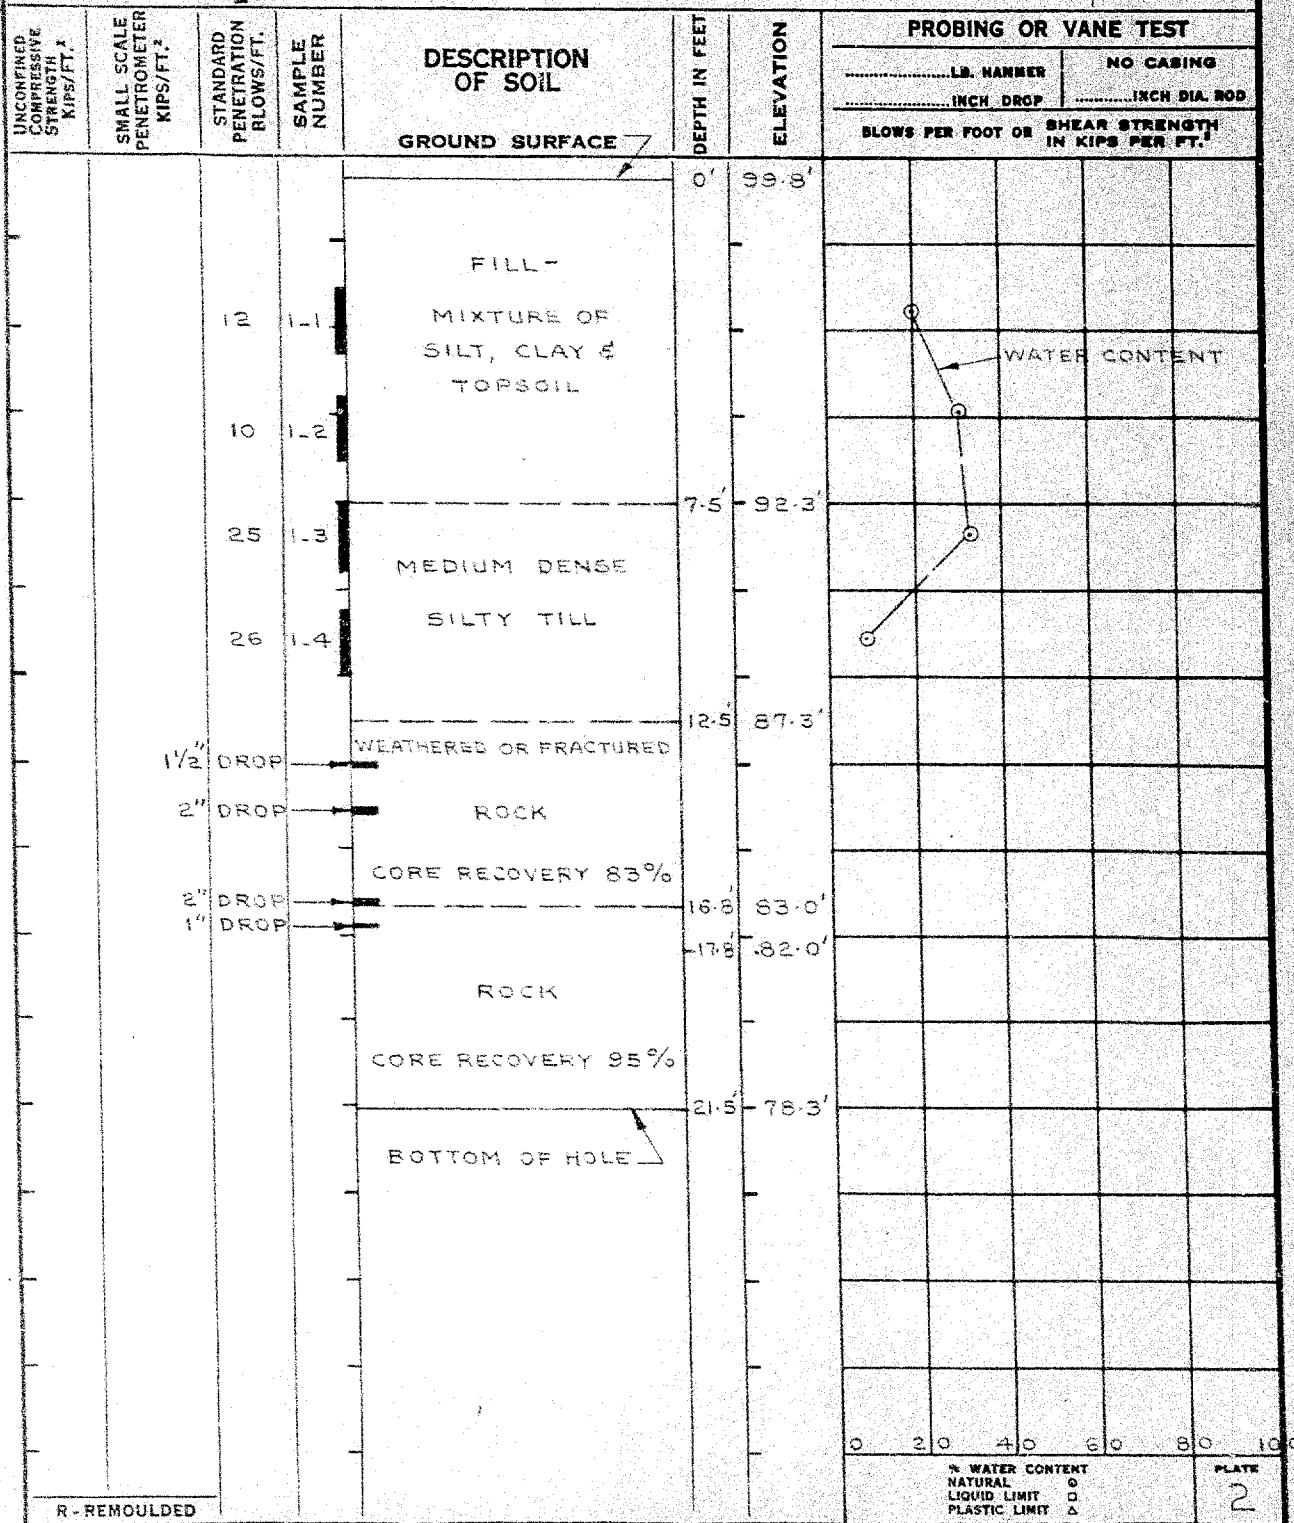 UNCONFINED
COMPRESSIVE
STRENGTH
KIPS/FT.²
SMALL SCALE
PENETROMETER
KIPS/FT.²
STANDARD
PENETRATION
BLOWS/FT.
SAMPLE
NUMBER
DESCRIPTION
OF SOIL
GROUND SURFACE
DEPTH IN FEET
ELEVATION
PROBING OR VANE TEST
..................LB. HAMMER
..................INCH DROP
NO CASING
............INCH DIA. ROD
BLOWS PER FOOT OR SHEAR STRENGTH
IN KIPS PER FT.²
0' 99.8'
FILL-
12 1-1 MIXTURE OF
SILT, CLAY &
WATER CONTENT
TOPSOIL
10 1-2
7.5' 92.3'
25 1-3
MEDIUM DENSE
SILTY TILL
26 1-4
12.5' 87.3'
WEATHERED OR FRACTURED
1½" DROP
2" DROP ROCK
CORE RECOVERY 83%
2" DROP
16.8' 83.0'
1" DROP
17.8' 82.0'
ROCK
CORE RECOVERY 95%
21.5' 78.3'
BOTTOM OF HOLE
0 20 40 60 80 100
% WATER CONTENT
NATURAL ⊙
LIQUID LIMIT □
PLASTIC LIMIT △
PLATE
2
R-REMOULDED